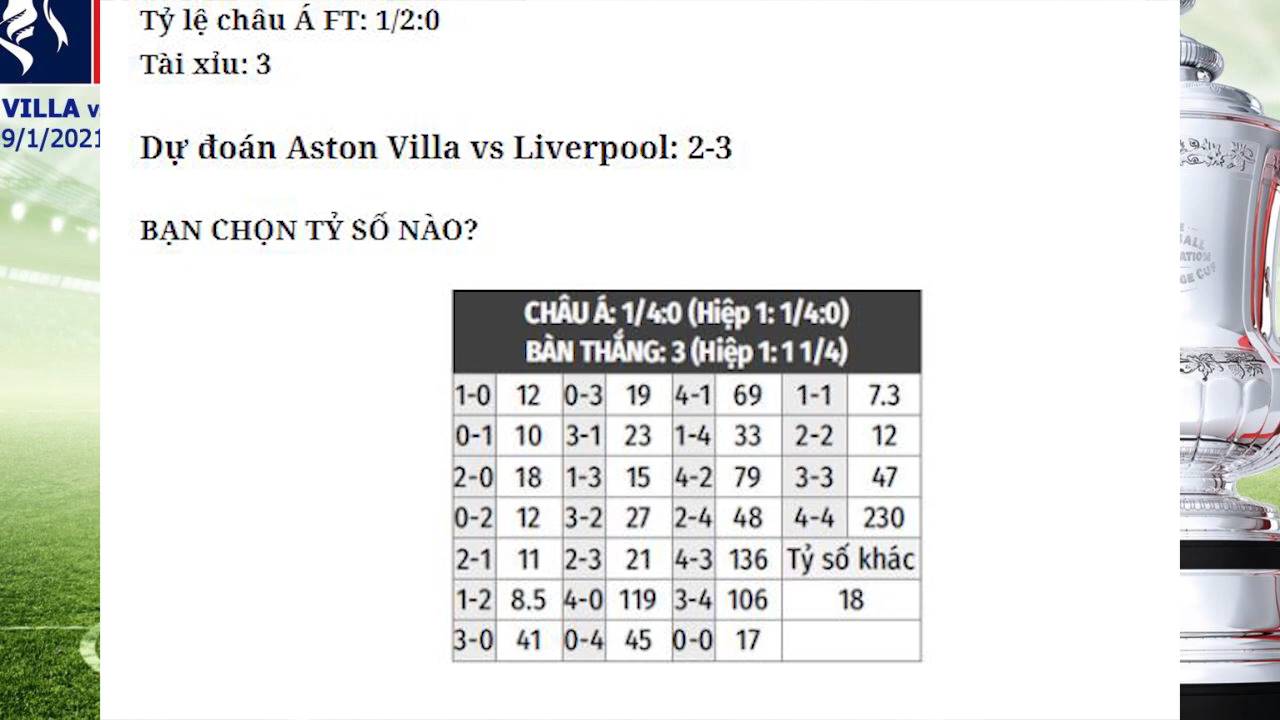 Tỷ lệ châu Á FT: 1/2:0
Tài xỉu: 3
VILLA
9/1/2021
Dự đoán Aston Villa vs Liverpool: 2-3
BẠN CHỌN TỶ SỐ NÀO?
CHÂU Á: 1/4:0 (Hiệp 1: 1/4:0)
BÀN THẮNG: 3 (Hiệp 1: 1 1/4)
1-0 12 0-3 19 4-1 69 1-1 7.3
0-1 10 3-1 23 1-4 33 2-2 12
2-0 18 1-3 15 4-2 79 3-3 47
0-2 12 3-2 27 2-4 48 4-4 230
2-1 11 2-3 21 4-3 136 Tỷ số khác
1-2 8.5 4-0 119 3-4 106 18
3-0 41 0-4 45 0-0 17